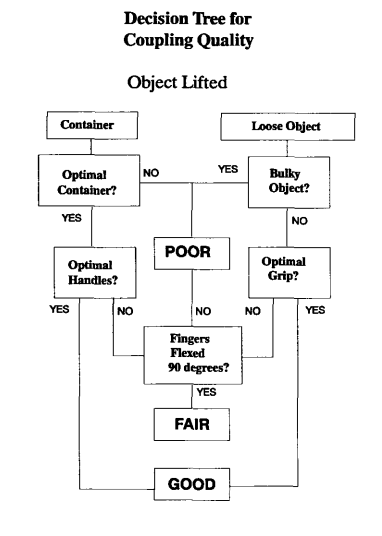 Decision Tree for
Coupling Quality
Object Lifted
Container
Loose Object
Optimal
Container?
NO
YES
Bulky
Object?
YES
NO
POOR
Optimal
Handles?
Optimal
Grip?
YES
NO
NO
NO
YES
Fingers
Flexed
90 degrees?
YES
FAIR
GOOD